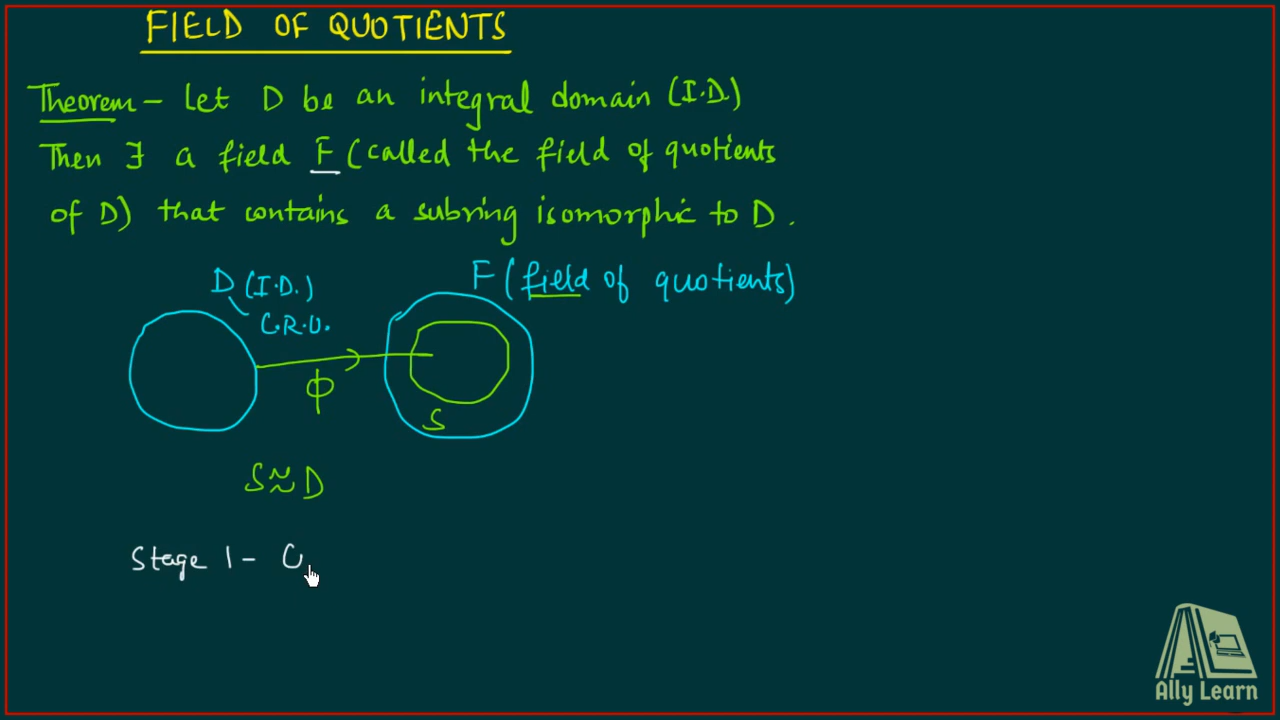 FIELD OF QUOTIENTS
Theorem - Let D be an integral domain (I.D.)
Then ∃ a field F (called the field of quotients
of D) that contains a subring isomorphic to D.
F (field of quotients)
D (I.D.)
C.R.U.
ϕ
S
S ≈ D
Stage 1 - C
Ally Learn